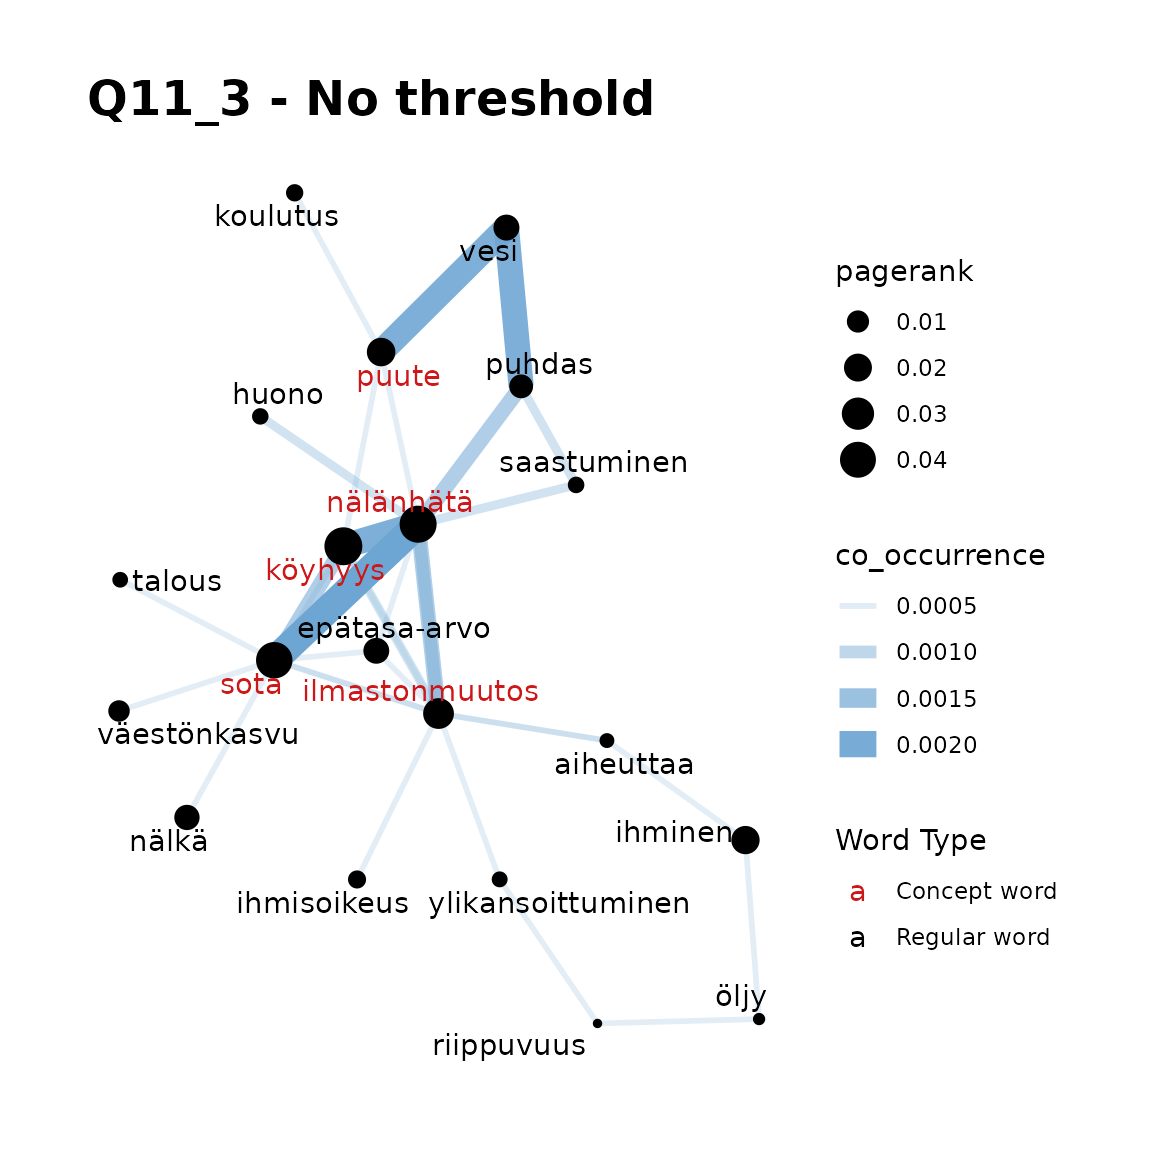 Q11_3 - No threshold
koulutus
vesi
puute
puhdas
huono
saastuminen
nälänhätä
köyhyys
talous
epätasa-arvo
sota
ilmastonmuutos
väestönkasvu
aiheuttaa
ihminen
nälkä
ihmisoikeus
ylikansoittuminen
öljy
riippuvuus
pagerank
0.01
0.02
0.03
0.04
co_occurrence
0.0005
0.0010
0.0015
0.0020
Word Type
a Concept word
a Regular word